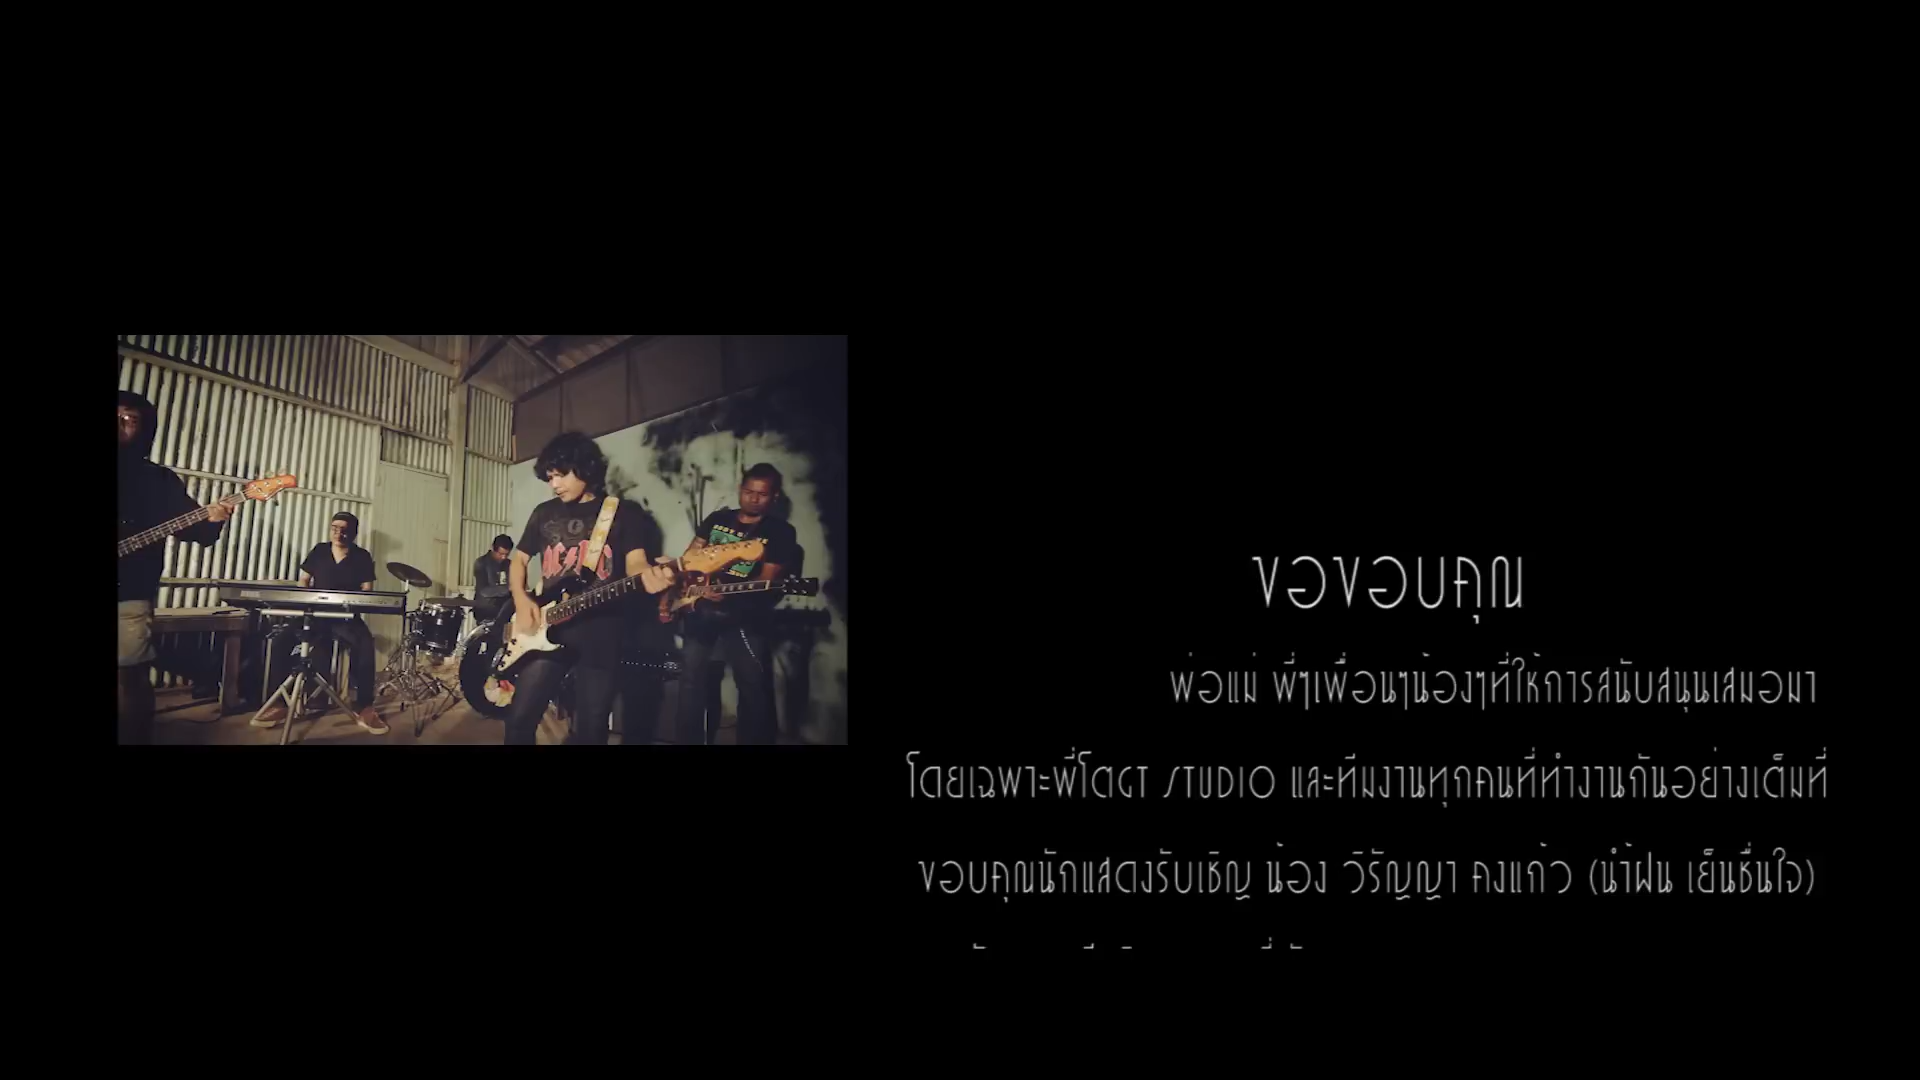 ขอขอบคุณ
พ่อแม่ พี่ๆเพื่อนๆน้องๆที่ให้การสนับสนุนเสมอมา
โดยเฉพาะพี่โตGT STUDIO และทีมงานทุกคนที่ทำงานกันอย่างเต็มที่
ขอบคุณนักแสดงรับเชิญ น้อง วิรัญญา คงแก้ว (น้ำฝน เย็นชื่นใจ)